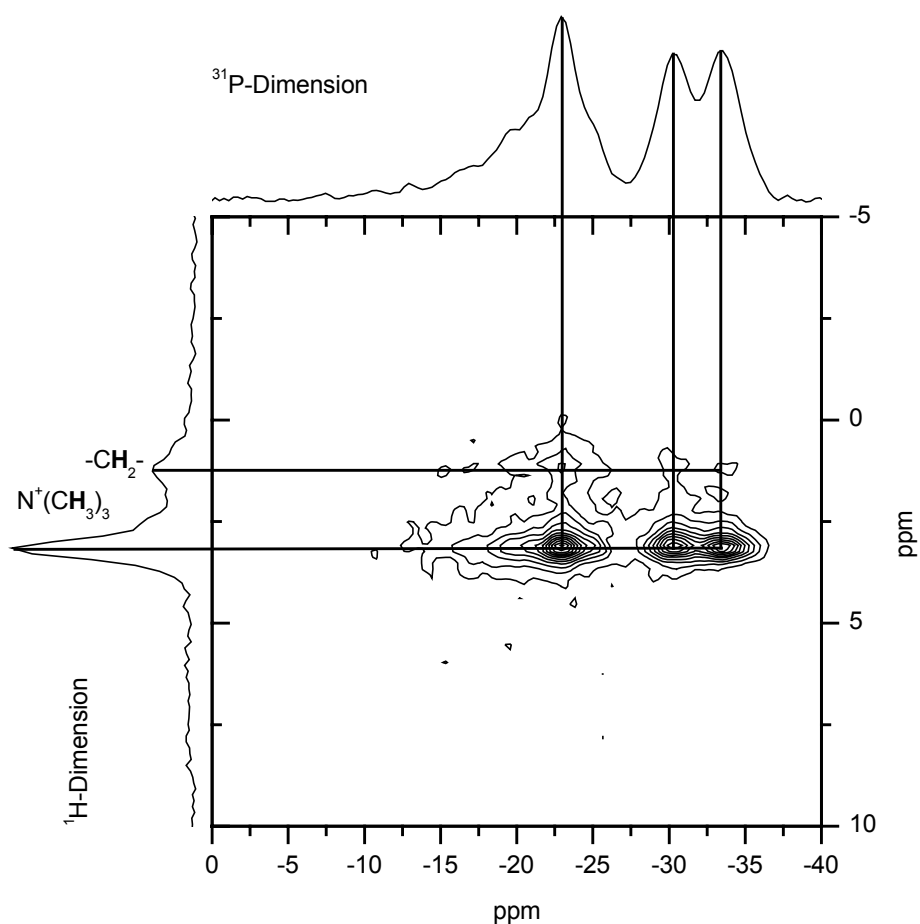 ³¹P-Dimension
-5
0
-CH₂-
N⁺(CH₃)₃
ppm
5
¹H-Dimension
10
0 -5 -10 -15 -20 -25 -30 -35 -40
ppm